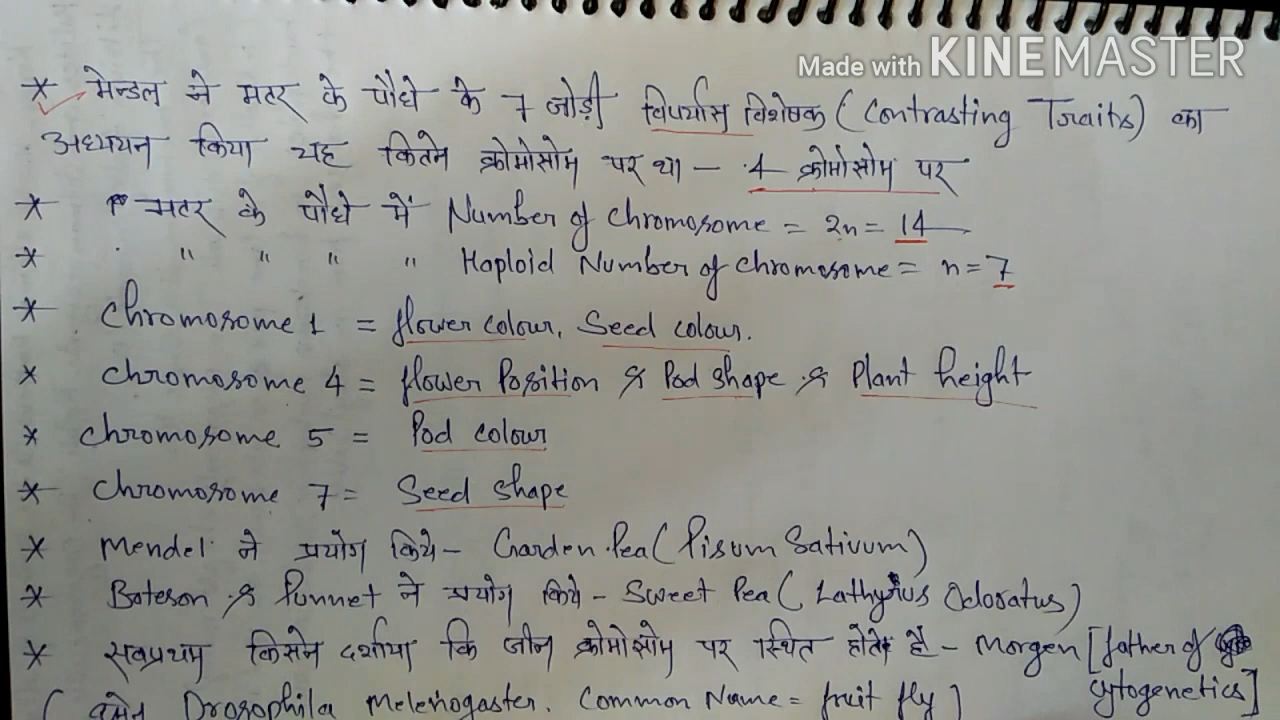 Made with KINEMASTER
* मेन्डल ने मटर के पौधे के 7 जोड़ी विपर्यास विशेषक (Contrasting Traits) का
अध्ययन किया यह कितने क्रोमोसोम पर था – 4 क्रोमोसोम पर
* मटर के पौधे में Number of chromosome = 2n = 14
* " " " " Haploid Number of chromosome = n = 7
* Chromosome 1 = flower colour, Seed colour.
* Chromosome 4 = flower Position & Pod shape & Plant height
* Chromosome 5 = Pod colour
* Chromosome 7 = Seed shape
* Mendel ने प्रयोग किये – Garden Pea (Pisum Sativum)
* Boteson & Punnet ने प्रयोग किये – Sweet Pea (Lathyrus Odoratus)
* सवप्रथम किसने दर्शाया कि जीन क्रोमोसोम पर स्थित होते है – Morgen [father of
cytogenetics]
( Drosophila Melenogaster. Common Name = fruit fly )